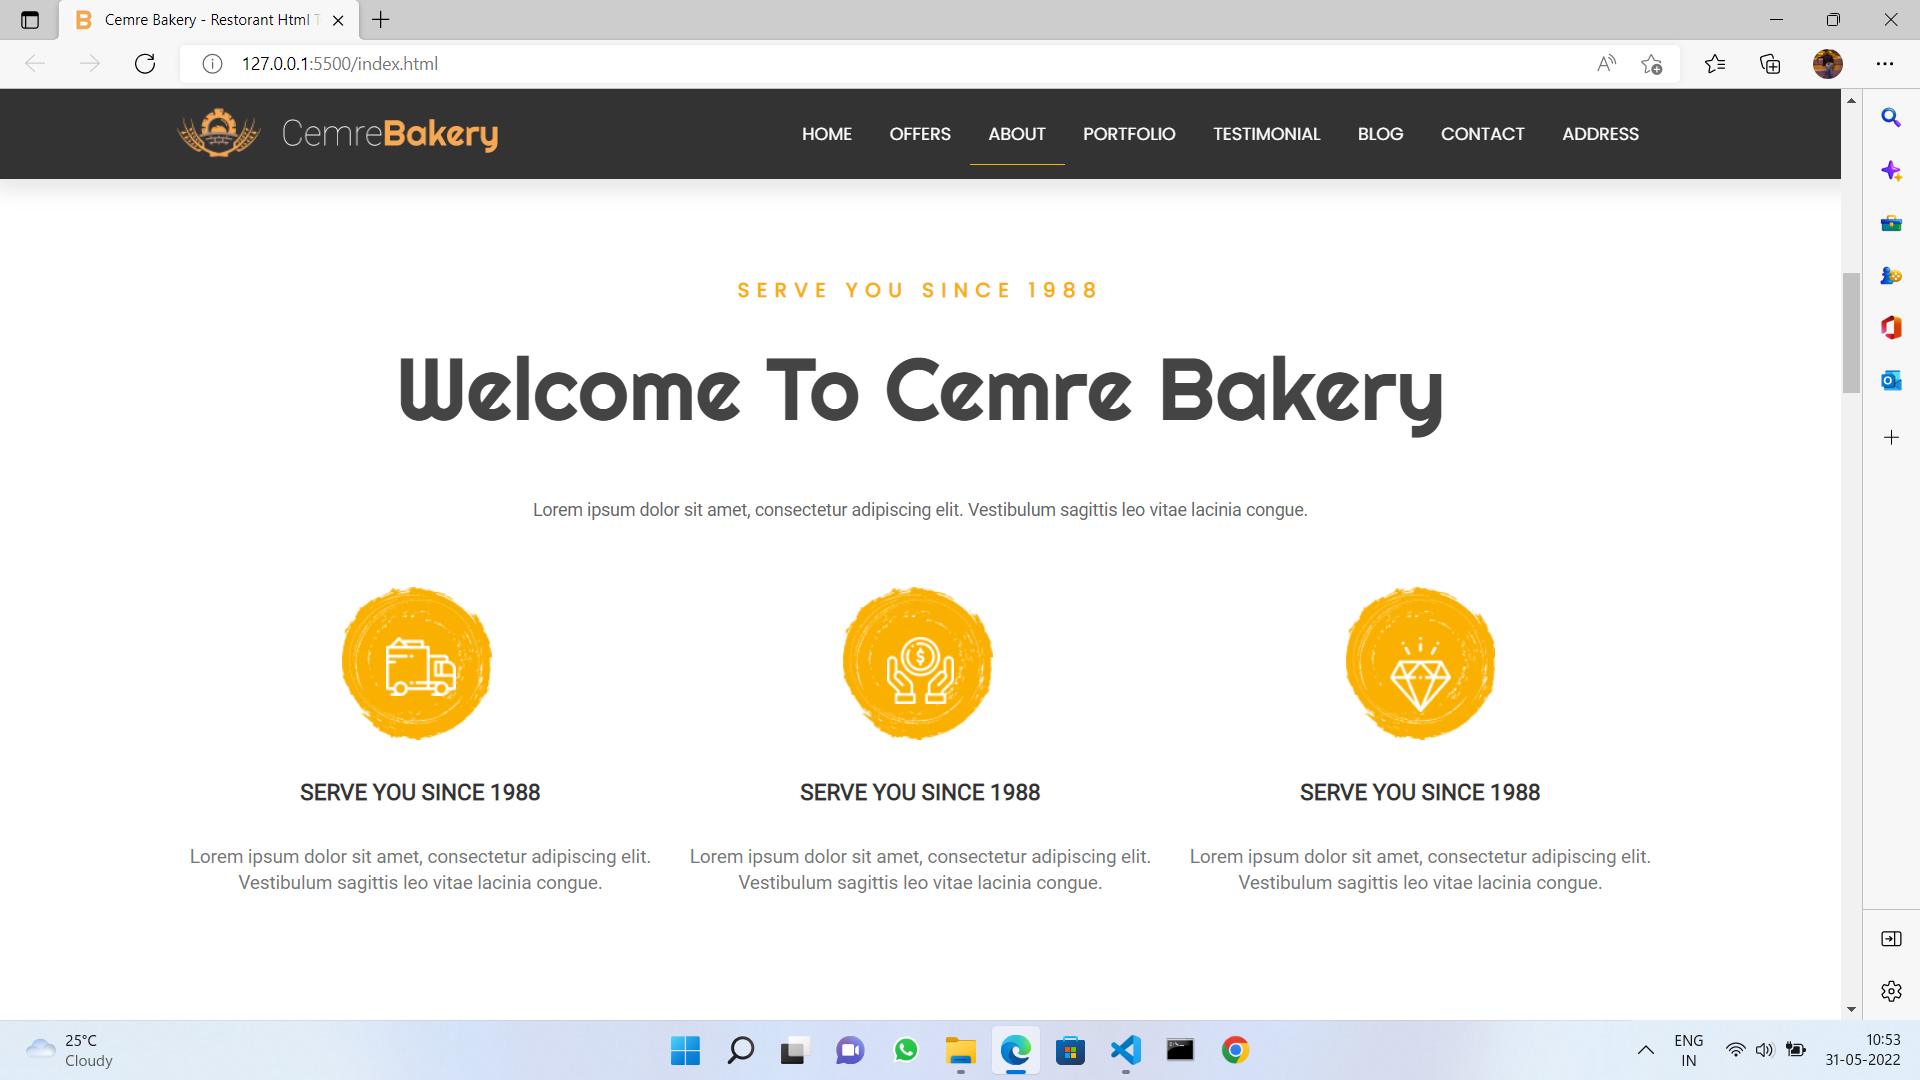 Cemre Bakery - Restorant Html T
127.0.0.1:5500/index.html
CemreBakery
HOME OFFERS ABOUT PORTFOLIO TESTIMONIAL BLOG CONTACT ADDRESS
SERVE YOU SINCE 1988
Welcome To Cemre Bakery
Lorem ipsum dolor sit amet, consectetur adipiscing elit. Vestibulum sagittis leo vitae lacinia congue.
SERVE YOU SINCE 1988
Lorem ipsum dolor sit amet, consectetur adipiscing elit.
Vestibulum sagittis leo vitae lacinia congue.
SERVE YOU SINCE 1988
Lorem ipsum dolor sit amet, consectetur adipiscing elit.
Vestibulum sagittis leo vitae lacinia congue.
SERVE YOU SINCE 1988
Lorem ipsum dolor sit amet, consectetur adipiscing elit.
Vestibulum sagittis leo vitae lacinia congue.
25°C
Cloudy
ENG
IN
10:53
31-05-2022